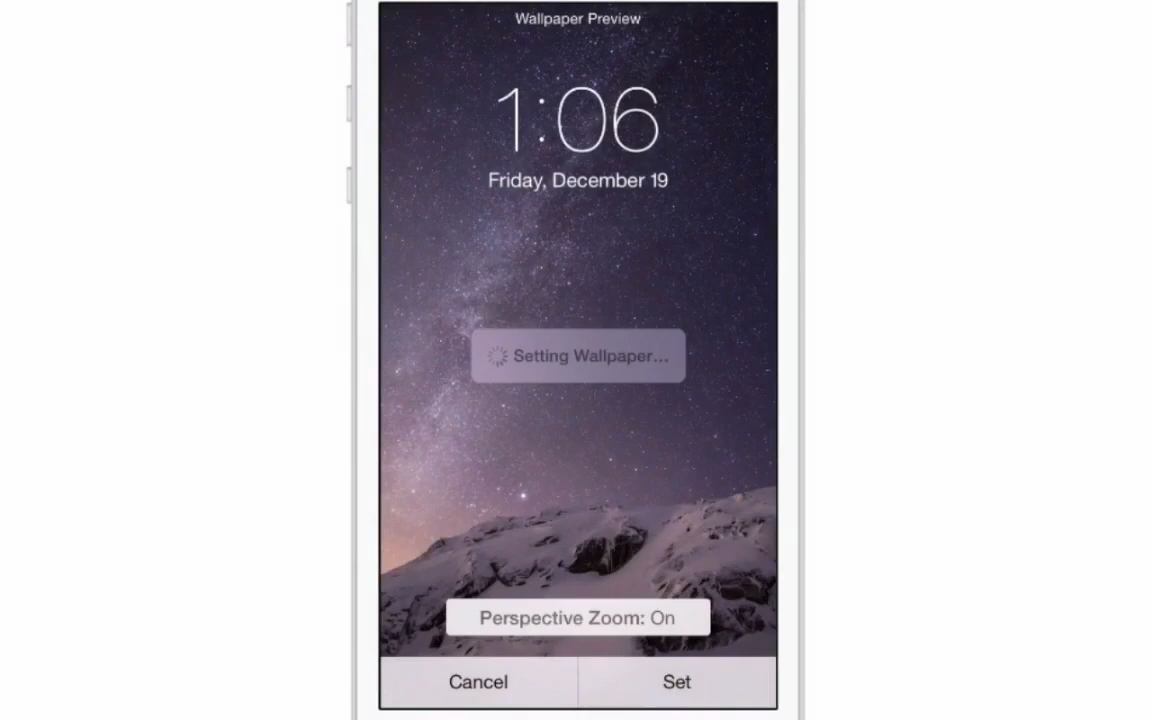 Wallpaper Preview
1:06
Friday, December 19
Setting Wallpaper...
Perspective Zoom: On
Cancel
Set